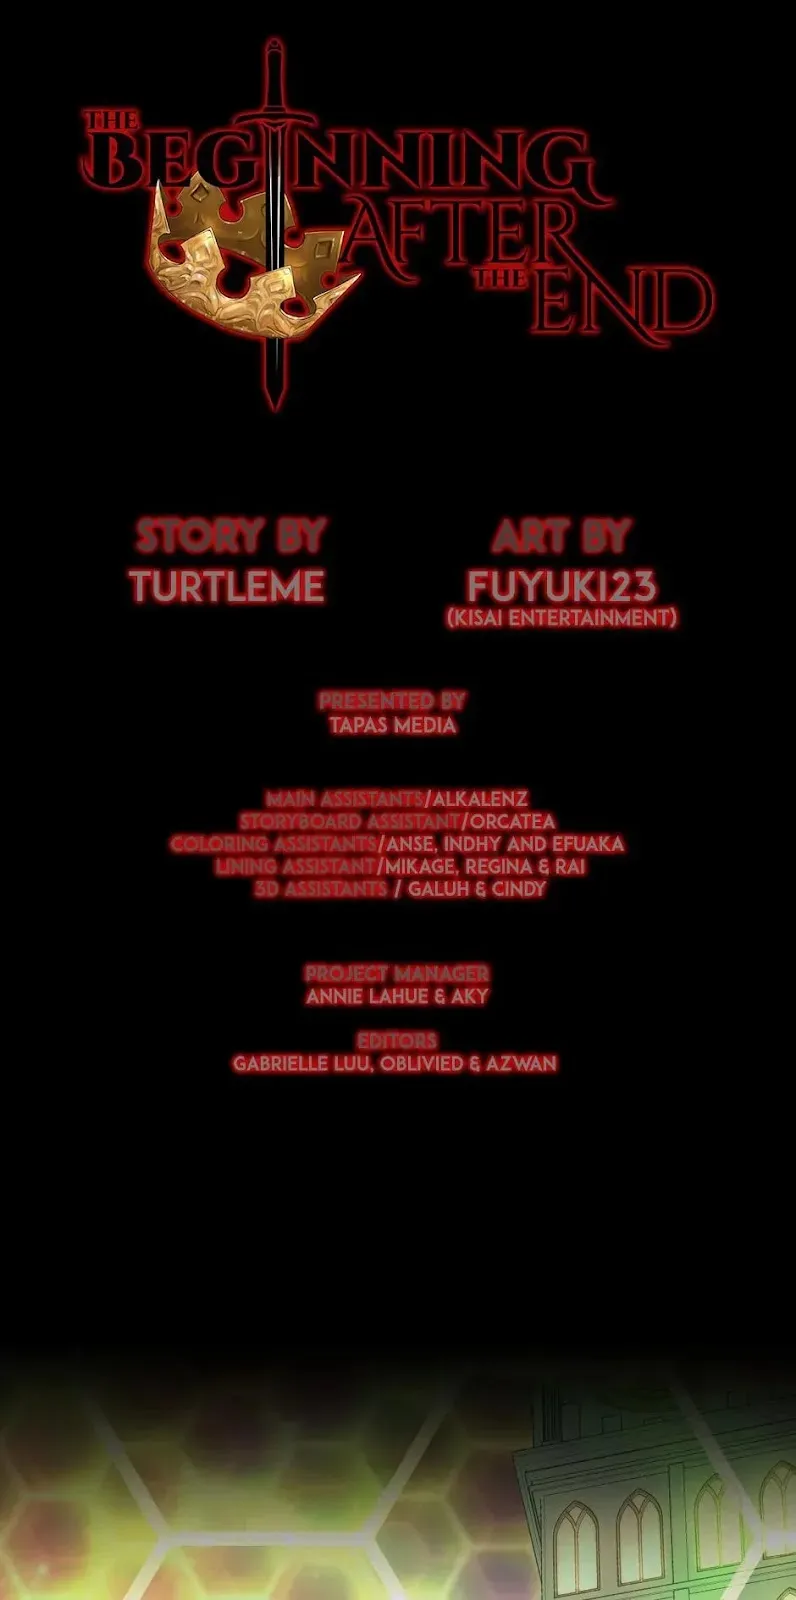 THE
BEGINNING
AFTER
THE END
STORY BY
TURTLEME
ART BY
FUYUKI23
(KISAI ENTERTAINMENT)
PRESENTED BY
TAPAS MEDIA
MAIN ASSISTANTS/ALKALENZ
STORYBOARD ASSISTANT/ORCATEA
COLORING ASSISTANTS/ANSE, INDHY AND EFUAKA
LINING ASSISTANT/MIKAGE, REGINA & RAI
3D ASSISTANTS / GALUH & CINDY
PROJECT MANAGER
ANNIE LAHUE & AKY
EDITORS
GABRIELLE LUU, OBLIVIED & AZWAN